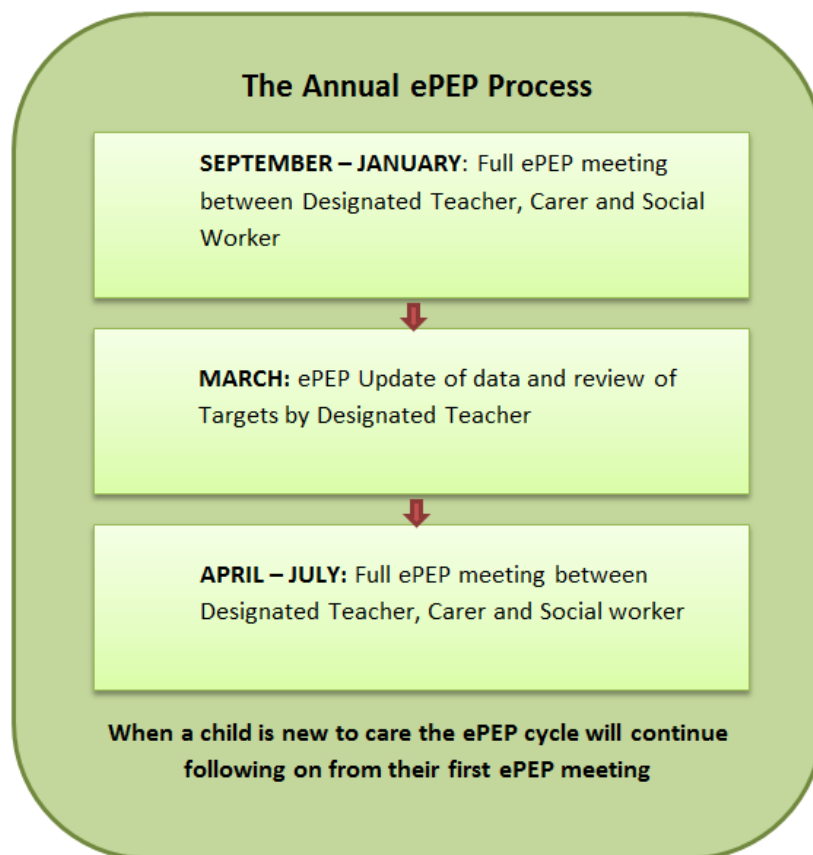 The Annual ePEP Process
SEPTEMBER – JANUARY: Full ePEP meeting
between Designated Teacher, Carer and Social
Worker
MARCH: ePEP Update of data and review of
Targets by Designated Teacher
APRIL – JULY: Full ePEP meeting between
Designated Teacher, Carer and Social worker
When a child is new to care the ePEP cycle will continue
following on from their first ePEP meeting